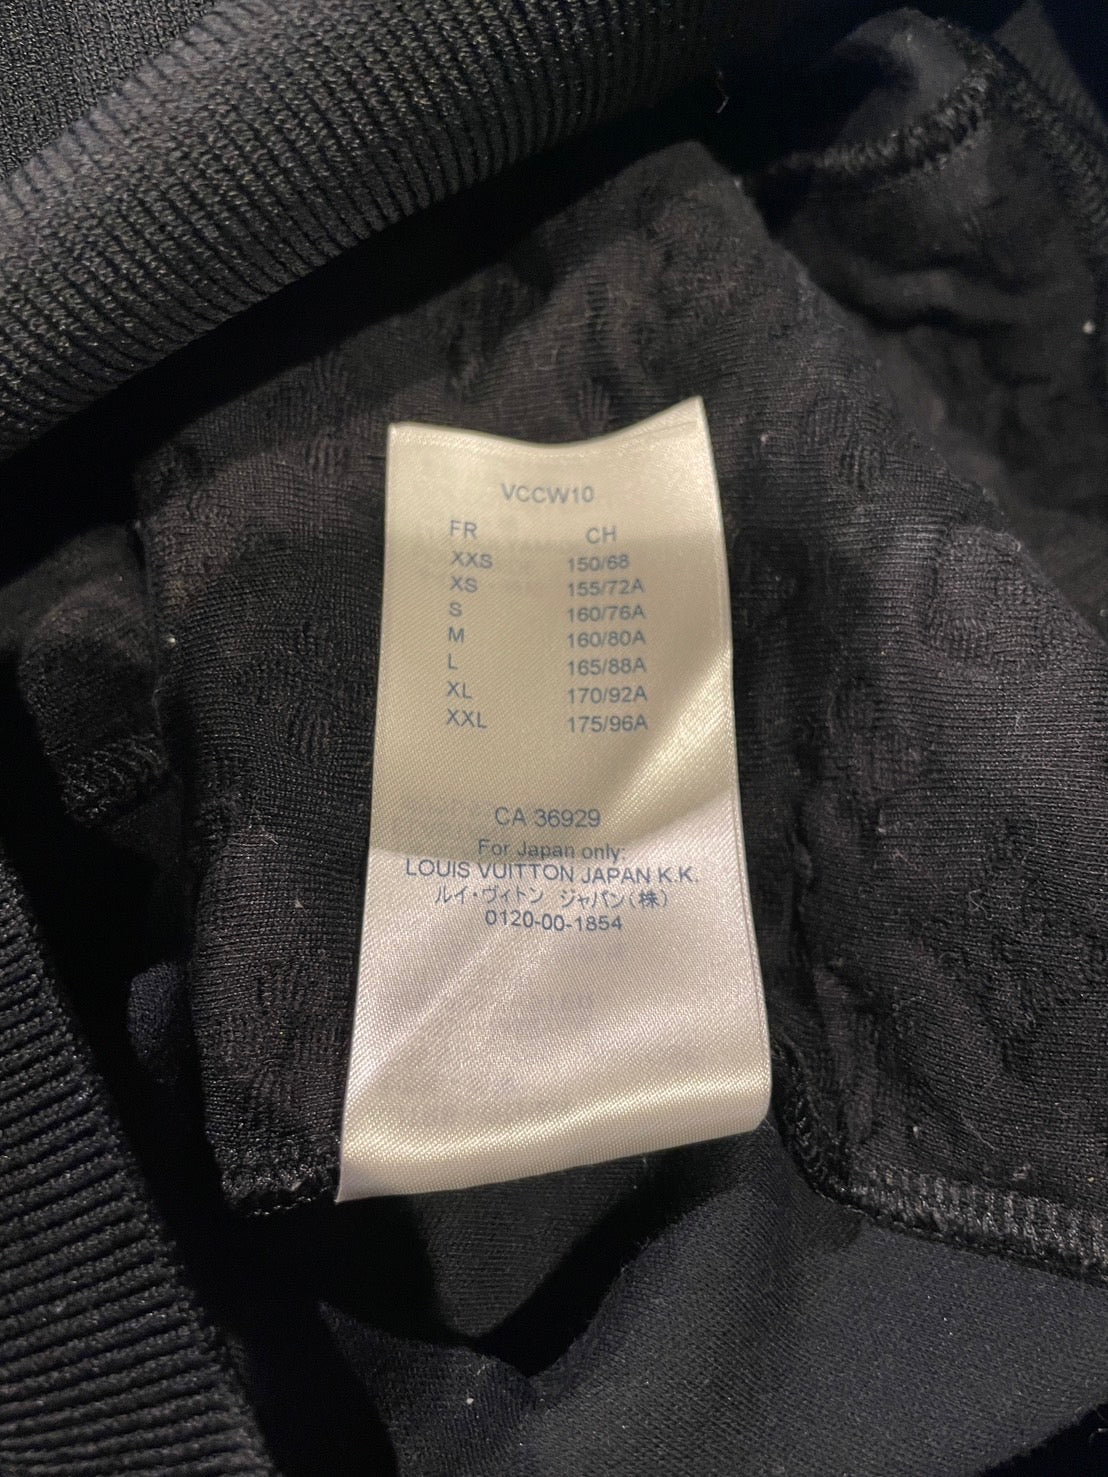 VCCW10
FR CH
XXS 150/68
XS 155/72A
S 160/76A
M 160/80A
L 165/88A
XL 170/92A
XXL 175/96A
CA 36929
For Japan only:
LOUIS VUITTON JAPAN K.K.
ルイ・ヴィトン ジャパン(株)
0120-00-1854